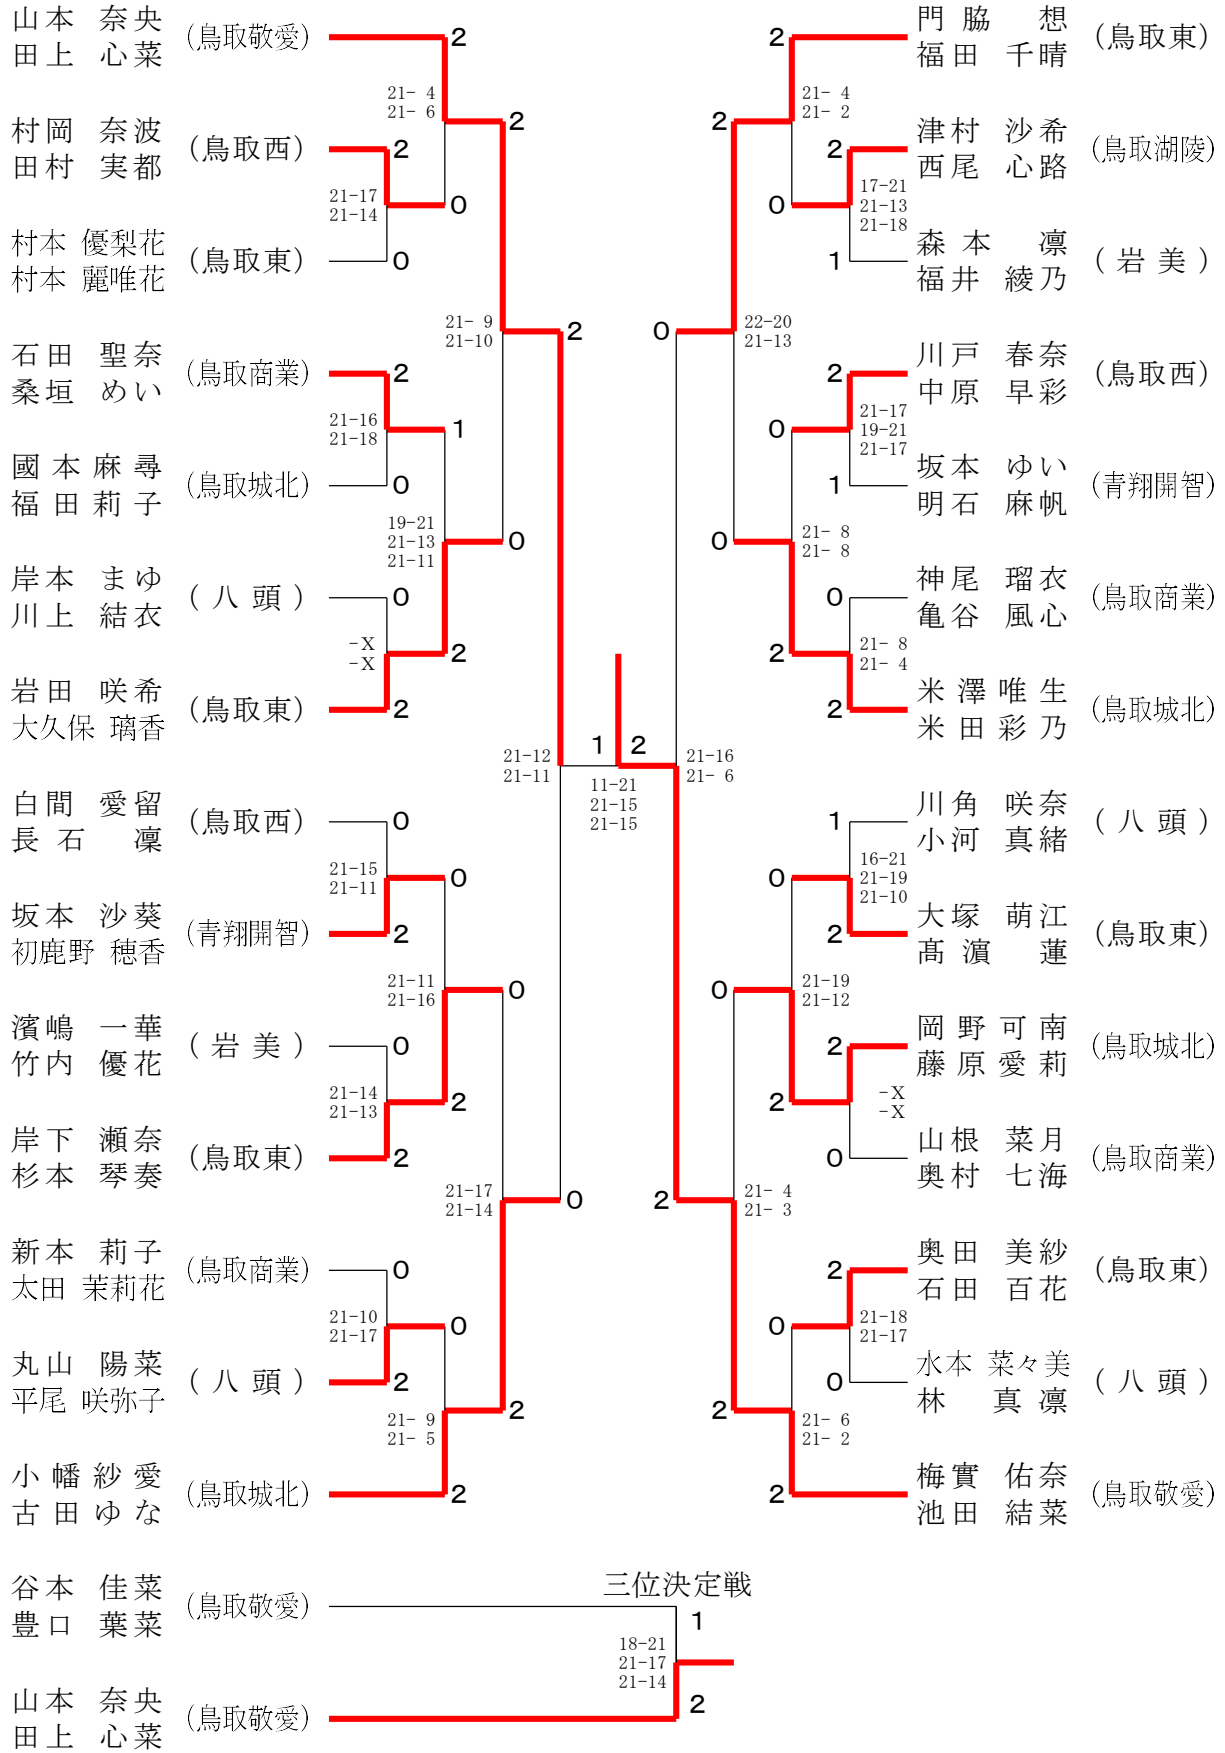 山本 奈央
田上 心菜
(鳥取敬愛)
2
21- 4
21- 6
2
村岡 奈波
田村 実都
(鳥取西)
2
21-17
21-14
0
村本 優梨花
村本 麗唯花
(鳥取東)
0
21- 9
21-10
2
石田 聖奈
桑垣 めい
(鳥取商業)
2
21-16
21-18
1
國本麻尋
福田莉子
(鳥取城北)
0
19-21
21-13
21-11
0
岸本 まゆ
川上 結衣
(八頭)
0
-X
-X
2
岩田 咲希
大久保 璃香
(鳥取東)
2
21-12
21-11
白間 愛留
長石 凜
(鳥取西)
0
21-15
21-11
0
坂本 沙葵
初鹿野 穂香
(青翔開智)
2
21-11
21-16
0
濱嶋 一華
竹内 優花
(岩美)
0
21-14
21-13
2
岸下 瀬奈
杉本 琴奏
(鳥取東)
2
21-17
21-14
0
新本 莉子
太田 茉莉花
(鳥取商業)
0
21-10
21-17
0
丸山 陽菜
平尾 咲弥子
(八頭)
2
21- 9
21- 5
2
小幡紗愛
古田ゆな
(鳥取城北)
2
1 2
11-21
21-15
21-15
門脇 想
福田 千晴
(鳥取東)
2
21- 4
21- 2
2
津村 沙希
西尾 心路
(鳥取湖陵)
2
17-21
21-13
21-18
0
森本 凛
福井 綾乃
(岩美)
1
22-20
21-13
0
川戸 春奈
中原 早彩
(鳥取西)
2
21-17
19-21
21-17
0
坂本 ゆい
明石 麻帆
(青翔開智)
1
21- 8
21- 8
0
神尾 瑠衣
亀谷 風心
(鳥取商業)
0
21- 8
21- 4
2
米澤唯生
米田彩乃
(鳥取城北)
2
21-16
21- 6
川角 咲奈
小河 真緒
(八頭)
1
16-21
21-19
21-10
0
大塚 萌江
髙濵 蓮
(鳥取東)
2
21-19
21-12
0
岡野可南
藤原愛莉
(鳥取城北)
2
-X
-X
2
山根 菜月
奥村 七海
(鳥取商業)
0
21- 4
21- 3
2
奥田 美紗
石田 百花
(鳥取東)
2
21-18
21-17
0
水本 菜々美
林 真凛
(八頭)
0
21- 6
21- 2
2
梅實 佑奈
池田 結菜
(鳥取敬愛)
2
三位決定戦
谷本 佳菜
豊口 葉菜
(鳥取敬愛)
1
18-21
21-17
21-14
山本 奈央
田上 心菜
(鳥取敬愛)
2